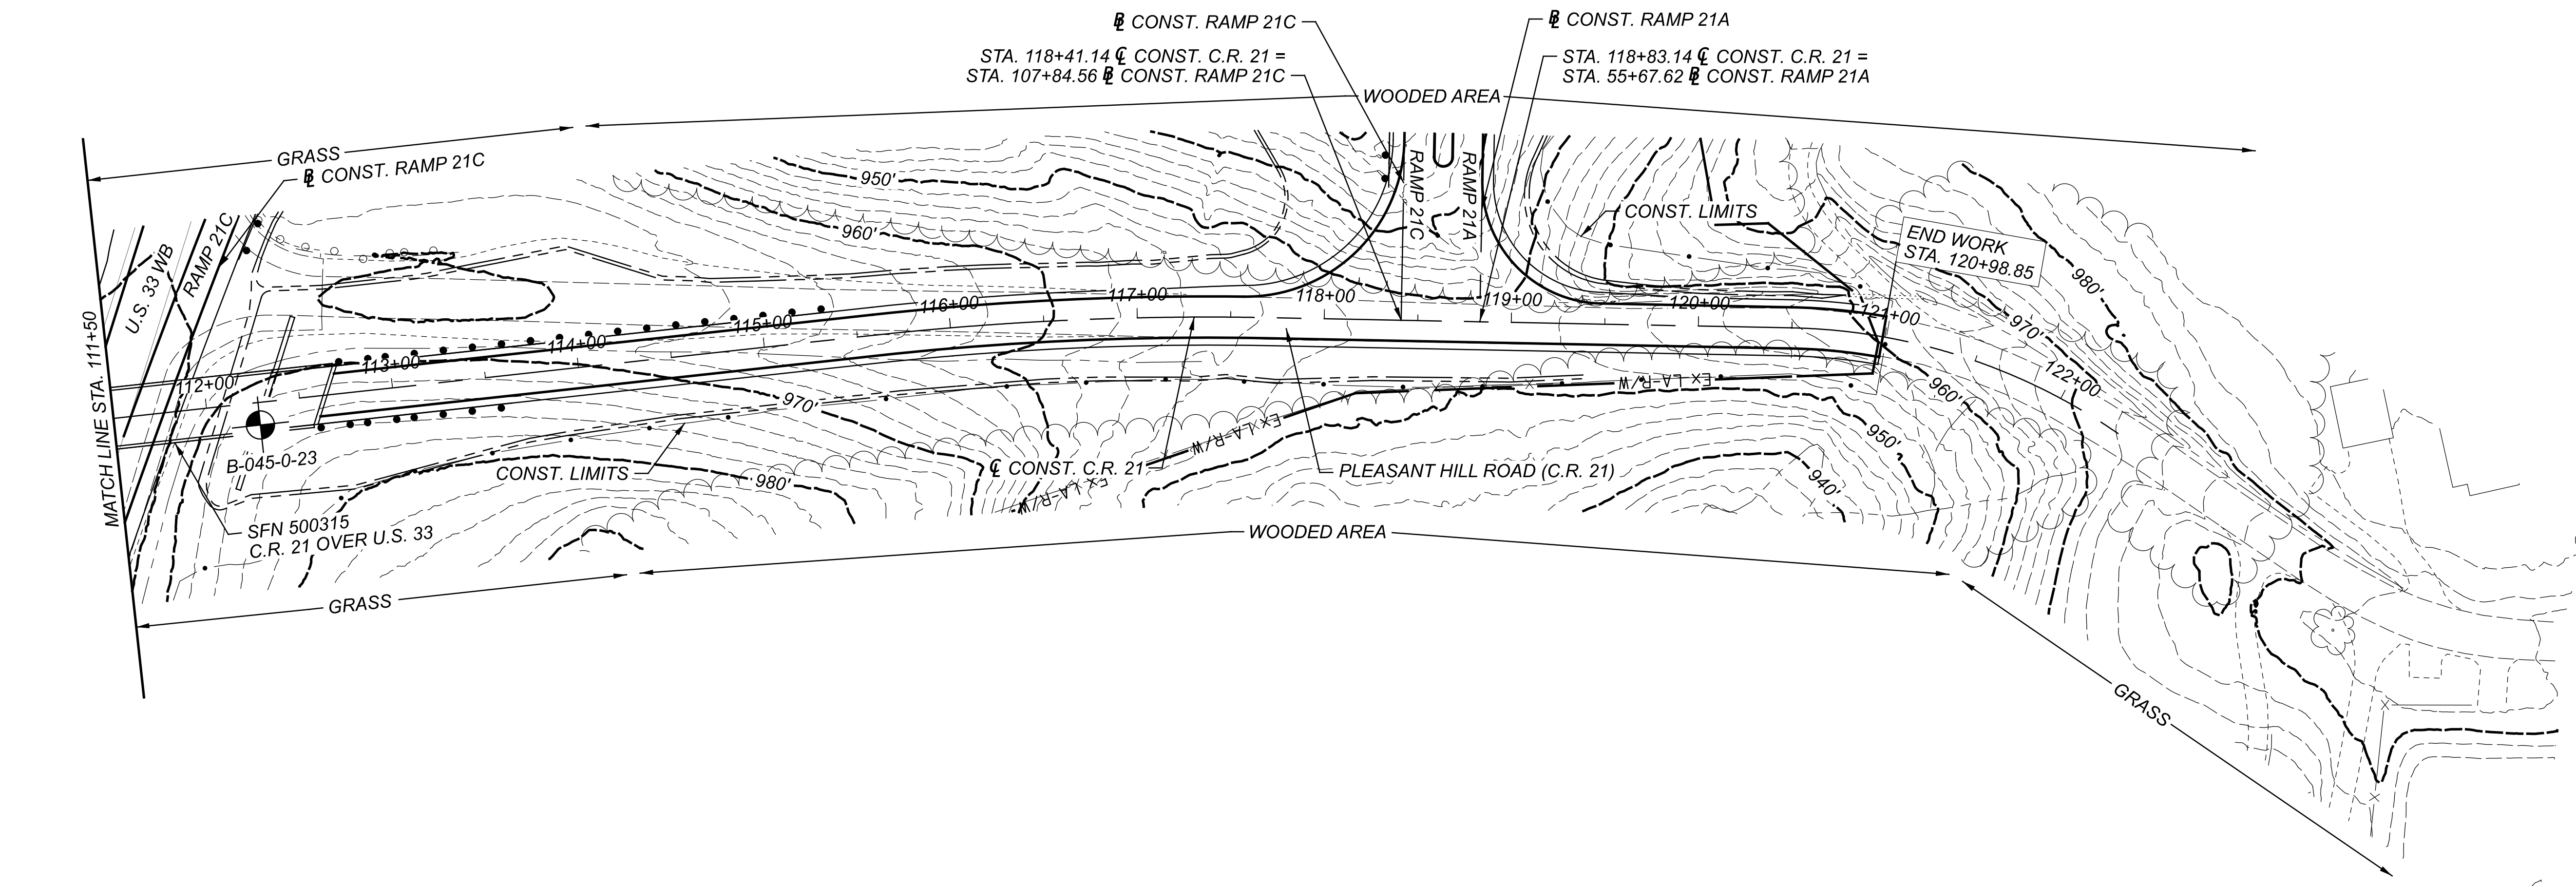 ℄ CONST. RAMP 21C
℄ CONST. RAMP 21A
STA. 118+41.14 ℄ CONST. C.R. 21 =
STA. 107+84.56 ℄ CONST. RAMP 21C
STA. 118+83.14 ℄ CONST. C.R. 21 =
STA. 55+67.62 ℄ CONST. RAMP 21A
WOODED AREA
GRASS
℄ CONST. RAMP 21C
950'
960'
RAMP 21C
RAMP 21A
CONST. LIMITS
END WORK
STA. 120+98.85
980'
970'
U.S. 33 WB
RAMP 21C
MATCH LINE STA. 111+50
112+00
113+00
114+00
115+00
116+00
117+00
118+00
119+00
120+00
121+00
122+00
EX LA-R/W
960'
970'
950'
940'
EX LA-R/W
EX LA-R/W
B-045-0-23
CONST. LIMITS
980'
℄ CONST. C.R. 21
PLEASANT HILL ROAD (C.R. 21)
SFN 500315
C.R. 21 OVER U.S. 33
WOODED AREA
GRASS
GRASS